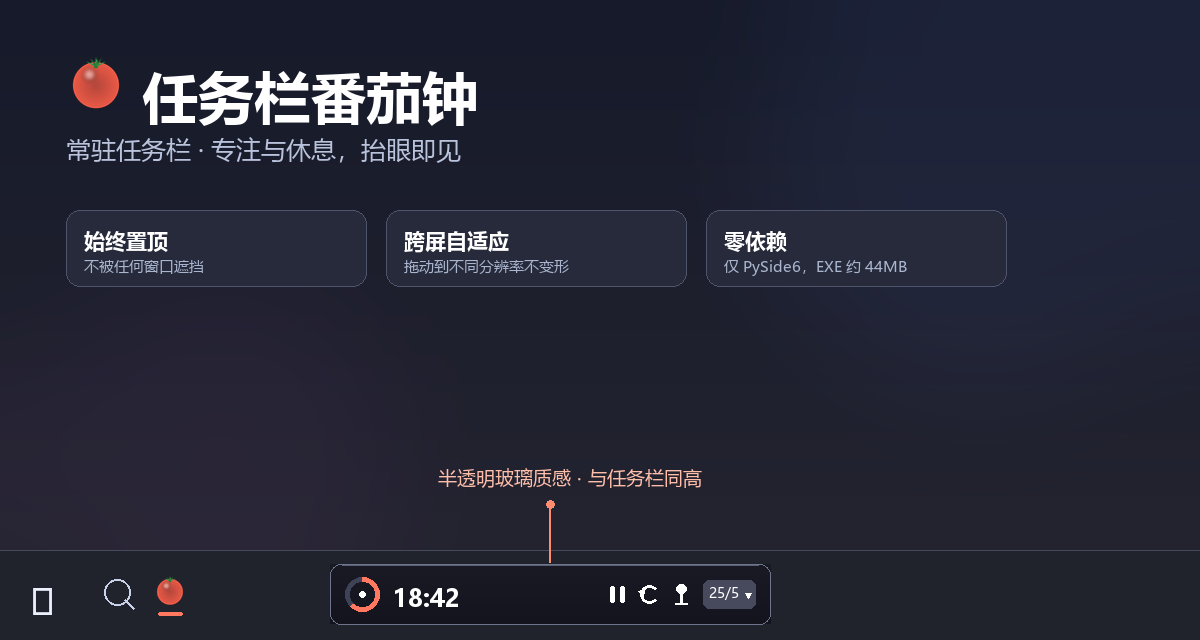 任务栏番茄钟
常驻任务栏 · 专注与休息，抬眼即见
始终置顶
不被任何窗口遮挡
跨屏自适应
拖动到不同分辨率不变形
零依赖
仅 PySide6，EXE 约 44MB
半透明玻璃质感 · 与任务栏同高
18:42
25/5